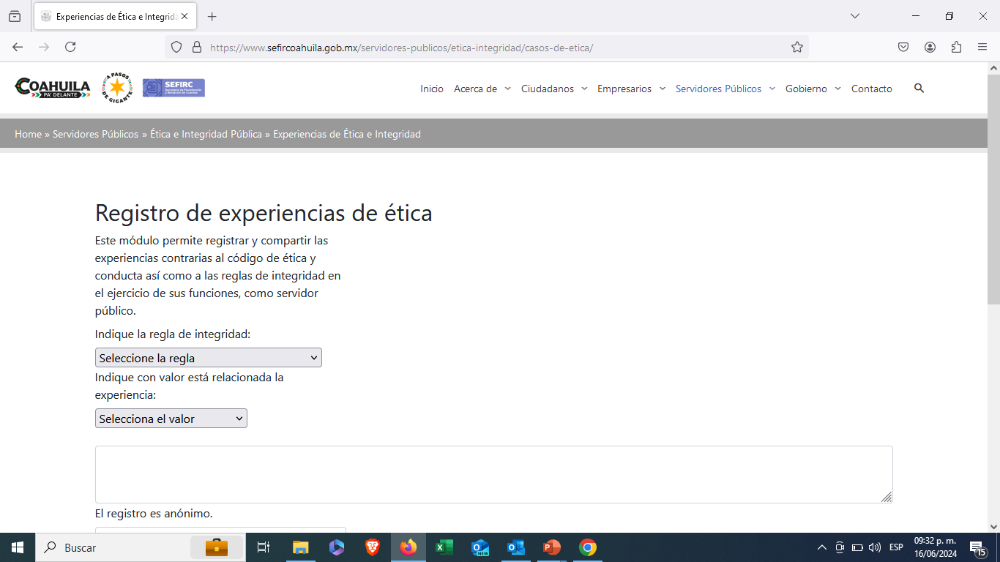 Experiencias de Ética e Integrida
https://www.sefircoahuila.gob.mx/servidores-publicos/etica-integridad/casos-de-etica/
COAHUILA
PA' DELANTE
A PASOS
DE GIGANTE
SEFIRC
Secretaría de Fiscalización
y Rendición de Cuentas
Inicio Acerca de Ciudadanos Empresarios Servidores Públicos Gobierno Contacto
Home » Servidores Públicos » Ética e Integridad Pública » Experiencias de Ética e Integridad
Registro de experiencias de ética
Este módulo permite registrar y compartir las
experiencias contrarias al código de ética y
conducta así como a las reglas de integridad en
el ejercicio de sus funciones, como servidor
público.
Indique la regla de integridad:
Seleccione la regla
Indique con valor está relacionada la
experiencia:
Selecciona el valor
El registro es anónimo.
Buscar
NEW
ESP
09:32 p. m.
16/06/2024
15